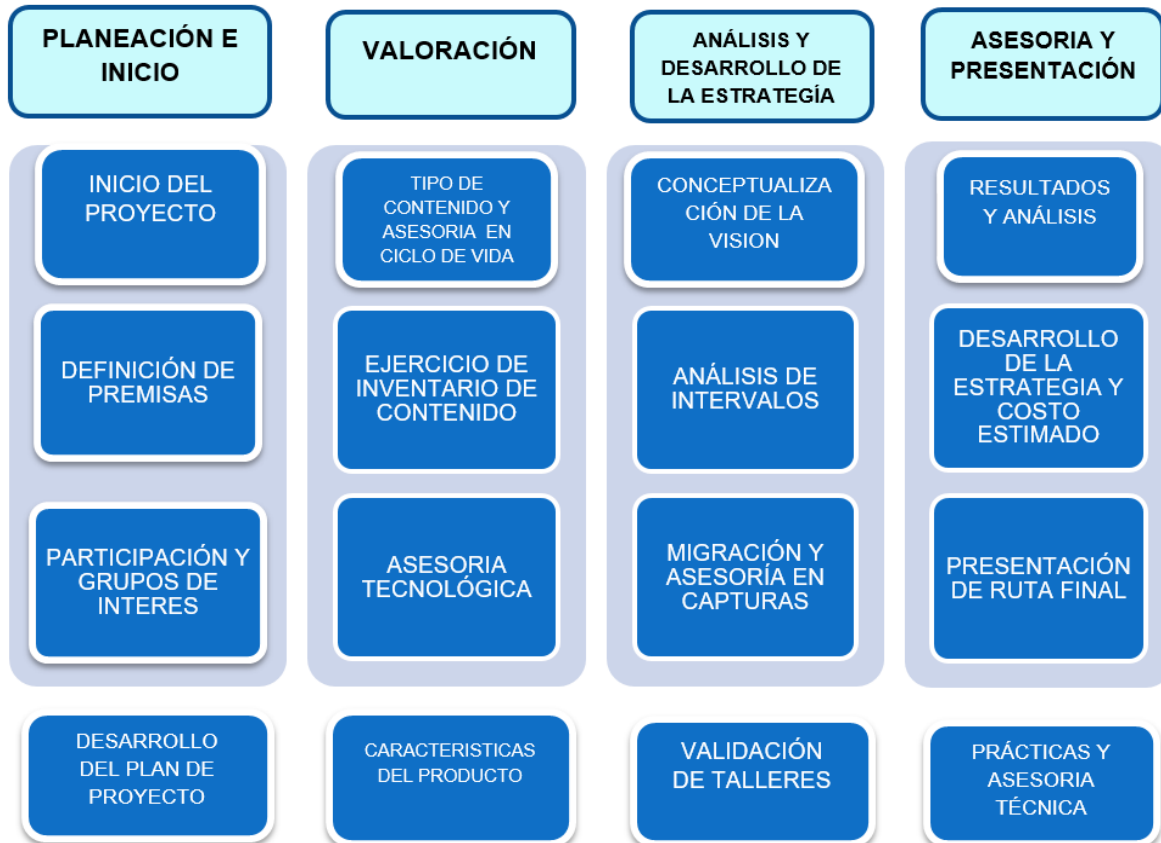 PLANEACIÓN E
INICIO
VALORACIÓN
ANÁLISIS Y
DESARROLLO DE
LA ESTRATEGÍA
ASESORIA Y
PRESENTACIÓN
INICIO DEL
PROYECTO
TIPO DE
CONTENIDO Y
ASESORIA EN
CICLO DE VIDA
CONCEPTUALIZA
CIÓN DE LA
VISION
RESULTADOS
Y ANÁLISIS
DEFINICIÓN DE
PREMISAS
EJERCICIO DE
INVENTARIO DE
CONTENIDO
ANÁLISIS DE
INTERVALOS
DESARROLLO
DE LA
ESTRATEGIA Y
COSTO
ESTIMADO
PARTICIPACIÓN Y
GRUPOS DE
INTERES
ASESORIA
TECNOLÓGICA
MIGRACIÓN Y
ASESORÍA EN
CAPTURAS
PRESENTACIÓN
DE RUTA FINAL
DESARROLLO
DEL PLAN DE
PROYECTO
CARACTERISTICAS
DEL PRODUCTO
VALIDACIÓN
DE TALLERES
PRÁCTICAS Y
ASESORIA
TÉCNICA